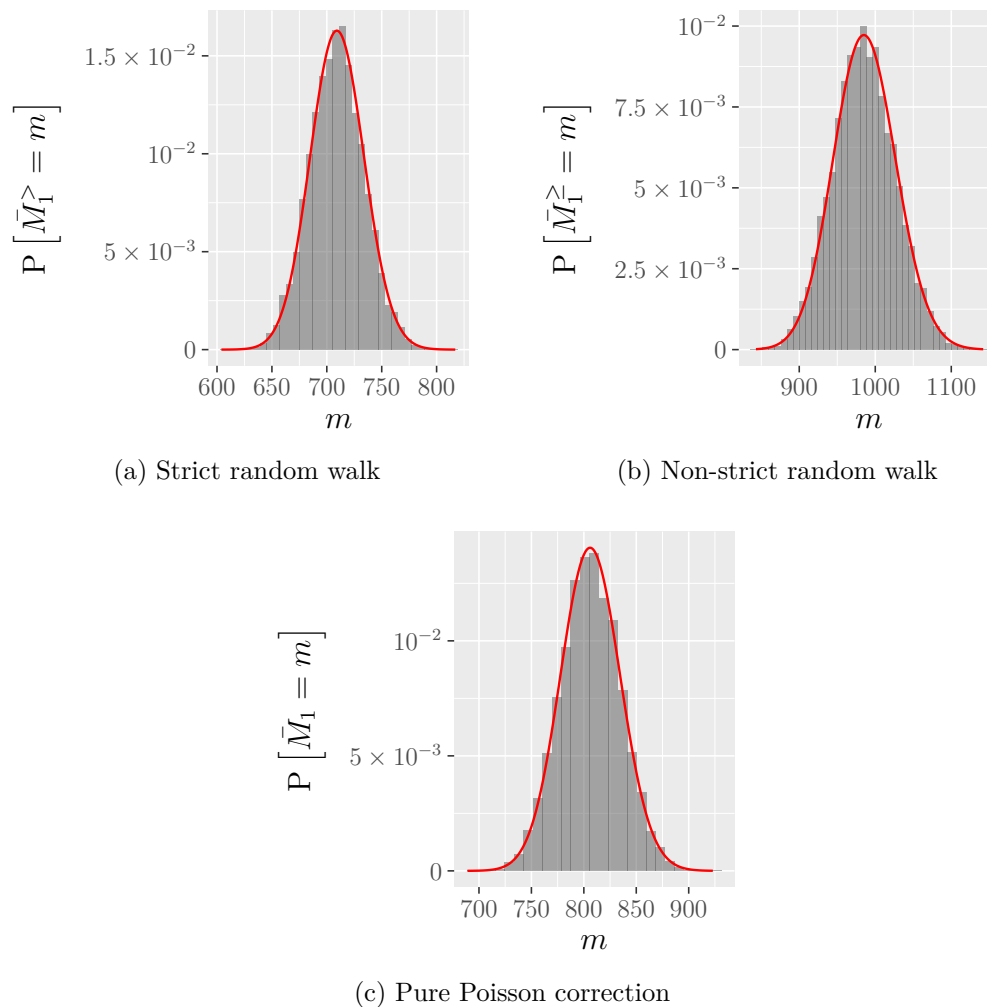 1.5 × 10⁻²
10⁻²
5 × 10⁻³
0
P [ M̄₁^> = m ]
600 650 700 750 800
m
(a) Strict random walk
10⁻²
7.5 × 10⁻³
5 × 10⁻³
2.5 × 10⁻³
0
P [ M̄₁^≥ = m ]
900 1000 1100
m
(b) Non-strict random walk
10⁻²
5 × 10⁻³
0
P [ M̄₁ = m ]
700 750 800 850 900
m
(c) Pure Poisson correction